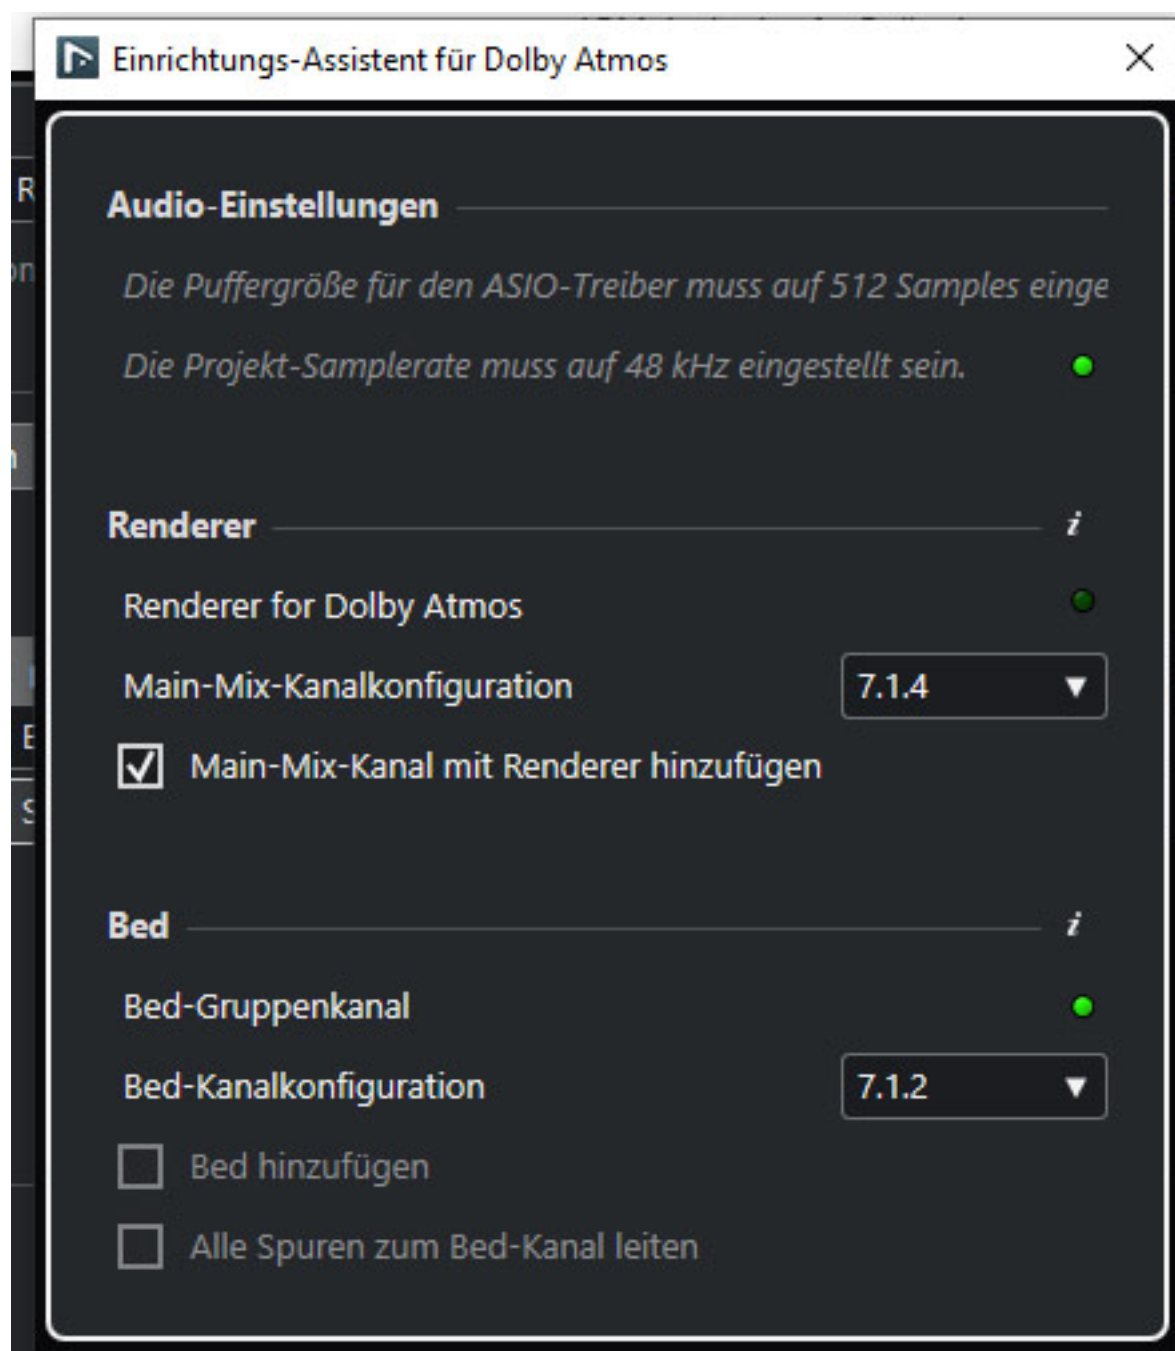 Einrichtungs-Assistent für Dolby Atmos
Audio-Einstellungen
Die Puffergröße für den ASIO-Treiber muss auf 512 Samples einge
Die Projekt-Samplerate muss auf 48 kHz eingestellt sein.
Renderer i
Renderer for Dolby Atmos
Main-Mix-Kanalkonfiguration 7.1.4
Main-Mix-Kanal mit Renderer hinzufügen
Bed i
Bed-Gruppenkanal
Bed-Kanalkonfiguration 7.1.2
Bed hinzufügen
Alle Spuren zum Bed-Kanal leiten